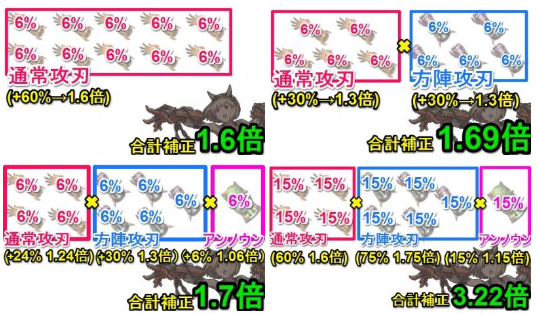 6% 6% 6% 6% 6%
6% 6% 6% 6% 6%
通常攻刃
(+60%→1.6倍)
合計補正1.6倍
6% 6%
6% 6% 6%
通常攻刃
(+30%→1.3倍)
×
6% 6%
6% 6% 6%
方陣攻刃
(+30%→1.3倍)
合計補正1.69倍
6% 6%
6% 6%
通常攻刃
(+24% 1.24倍)
×
6% 6%
6% 6% 6%
方陣攻刃
(+30% 1.3倍)
×
6%
アンノウン
(+6% 1.06倍)
合計補正1.7倍
15% 15%
15% 15%
通常攻刃
(60% 1.6倍)
×
15% 15%
15% 15% 15%
方陣攻刃
(75% 1.75倍)
×
15%
アンノウン
(15% 1.15倍)
合計補正3.22倍